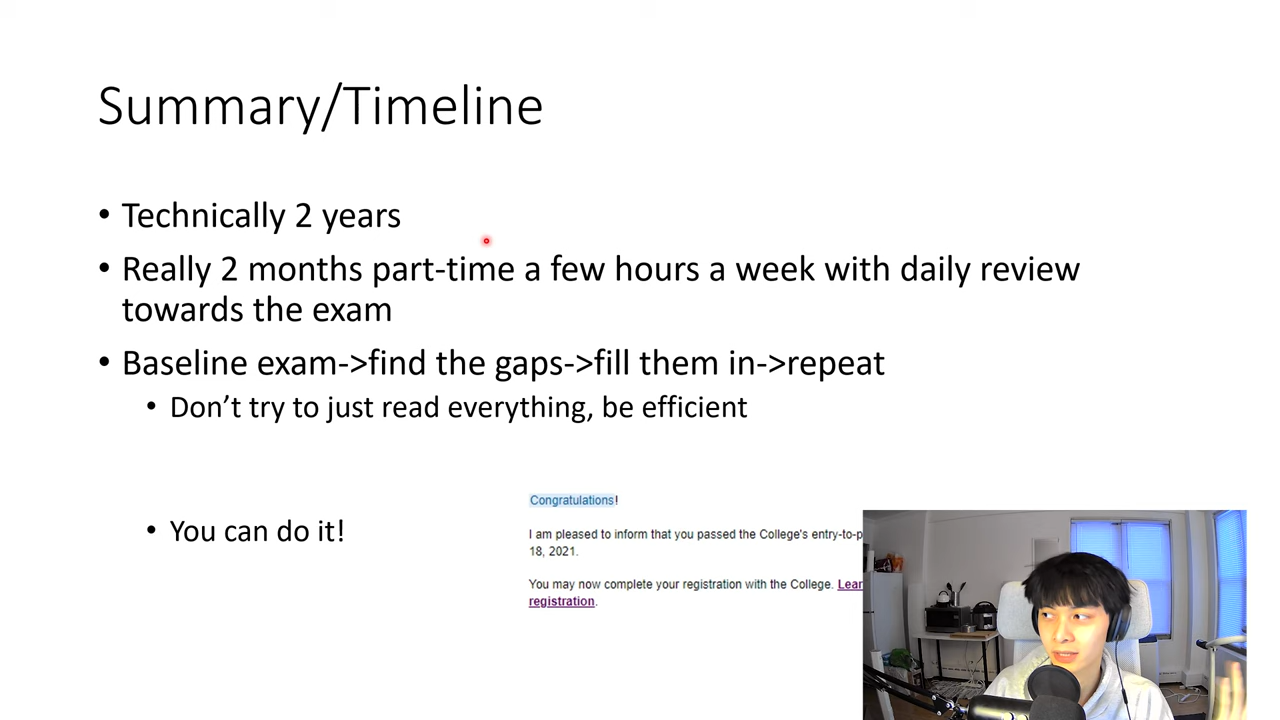 Summary/Timeline
• Technically 2 years
• Really 2 months part-time a few hours a week with daily review
towards the exam
• Baseline exam->find the gaps->fill them in->repeat
• Don’t try to just read everything, be efficient
• You can do it!
Congratulations!
I am pleased to inform that you passed the College's entry-to-p
18, 2021.
You may now complete your registration with the College. Lear
registration.